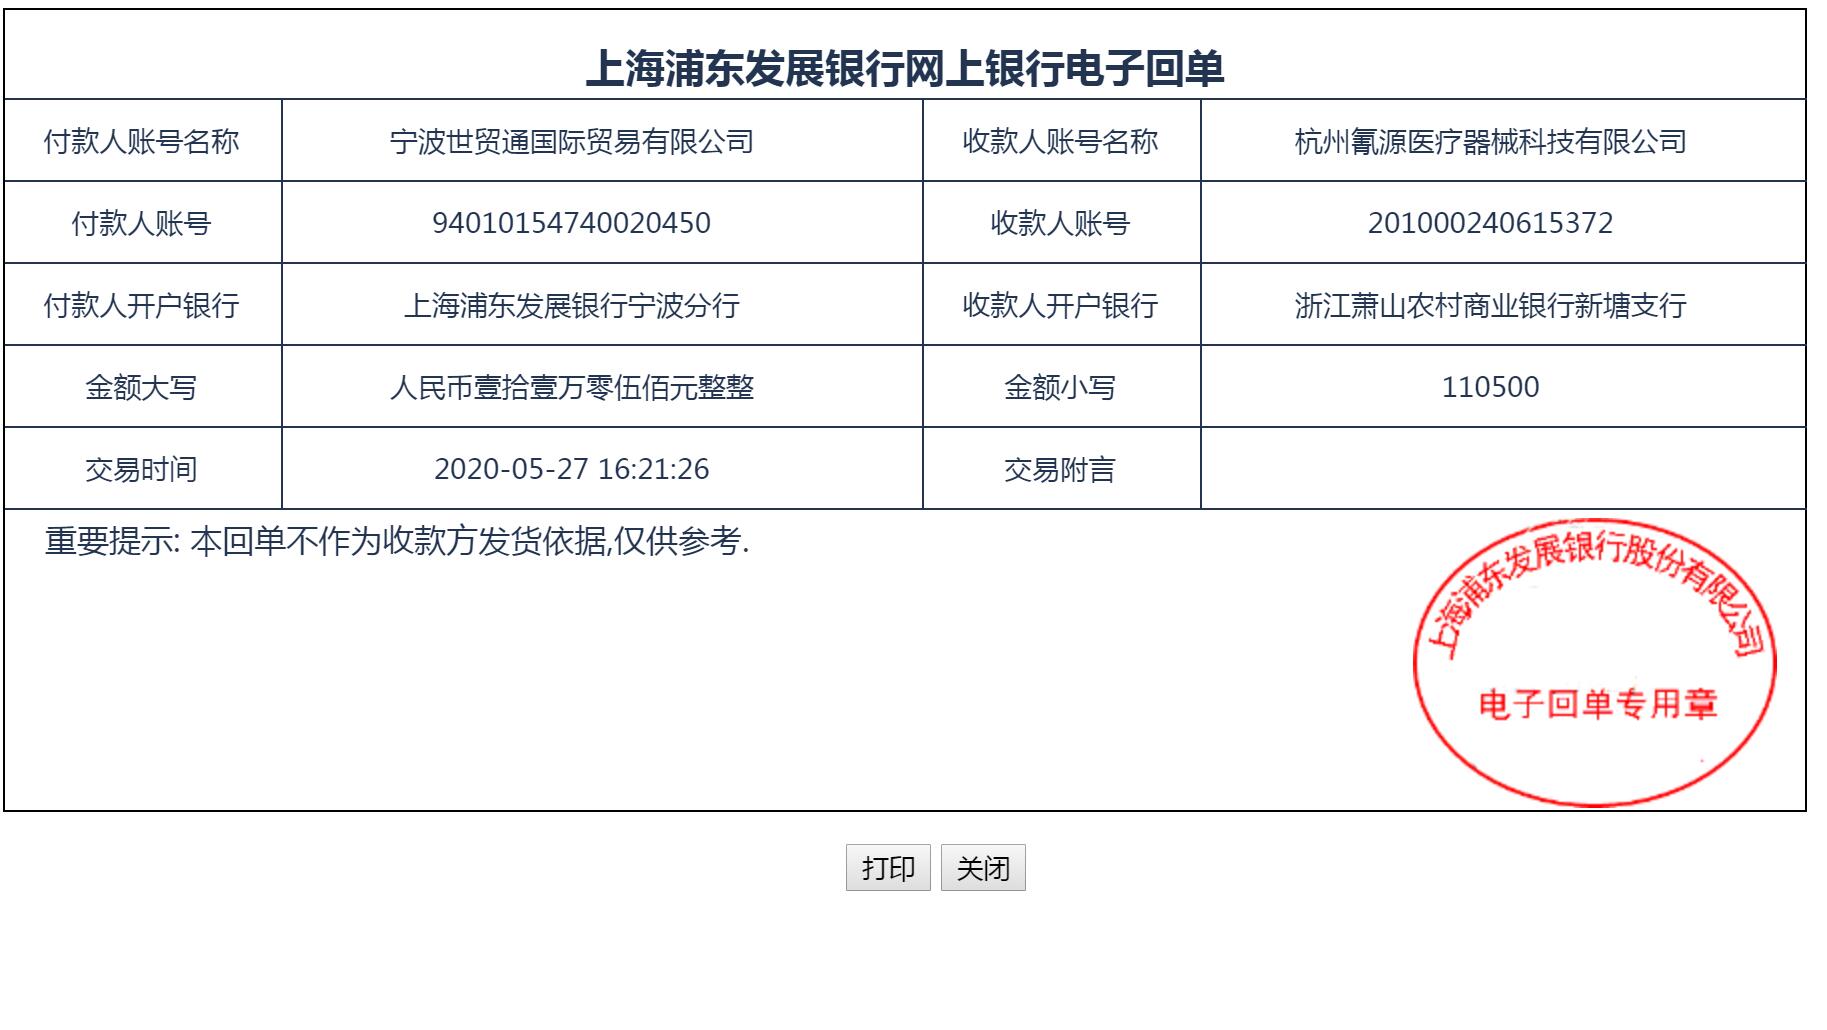 上海浦东发展银行网上银行电子回单
付款人账号名称 宁波世贸通国际贸易有限公司 收款人账号名称 杭州氰源医疗器械科技有限公司
付款人账号 94010154740020450 收款人账号 201000240615372
付款人开户银行 上海浦东发展银行宁波分行 收款人开户银行 浙江萧山农村商业银行新塘支行
金额大写 人民币壹拾壹万零伍佰元整整 金额小写 110500
交易时间 2020-05-27 16:21:26 交易附言
重要提示: 本回单不作为收款方发货依据,仅供参考.
上海浦东发展银行股份有限公司
电子回单专用章
打印 关闭